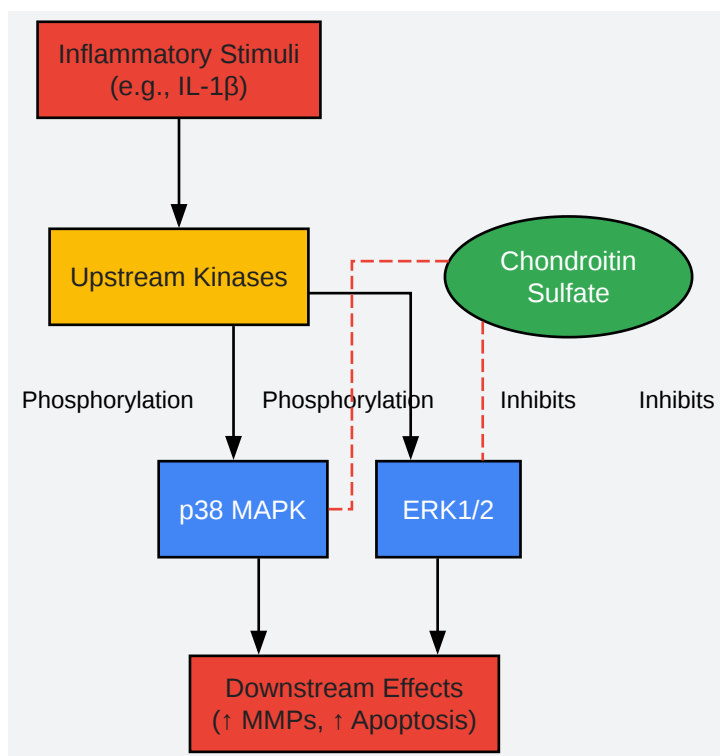 Inflammatory Stimuli
(e.g., IL-1β)
Upstream Kinases
Chondroitin
Sulfate
Phosphorylation
Phosphorylation
Inhibits
Inhibits
p38 MAPK
ERK1/2
Downstream Effects
(↑ MMPs, ↑ Apoptosis)